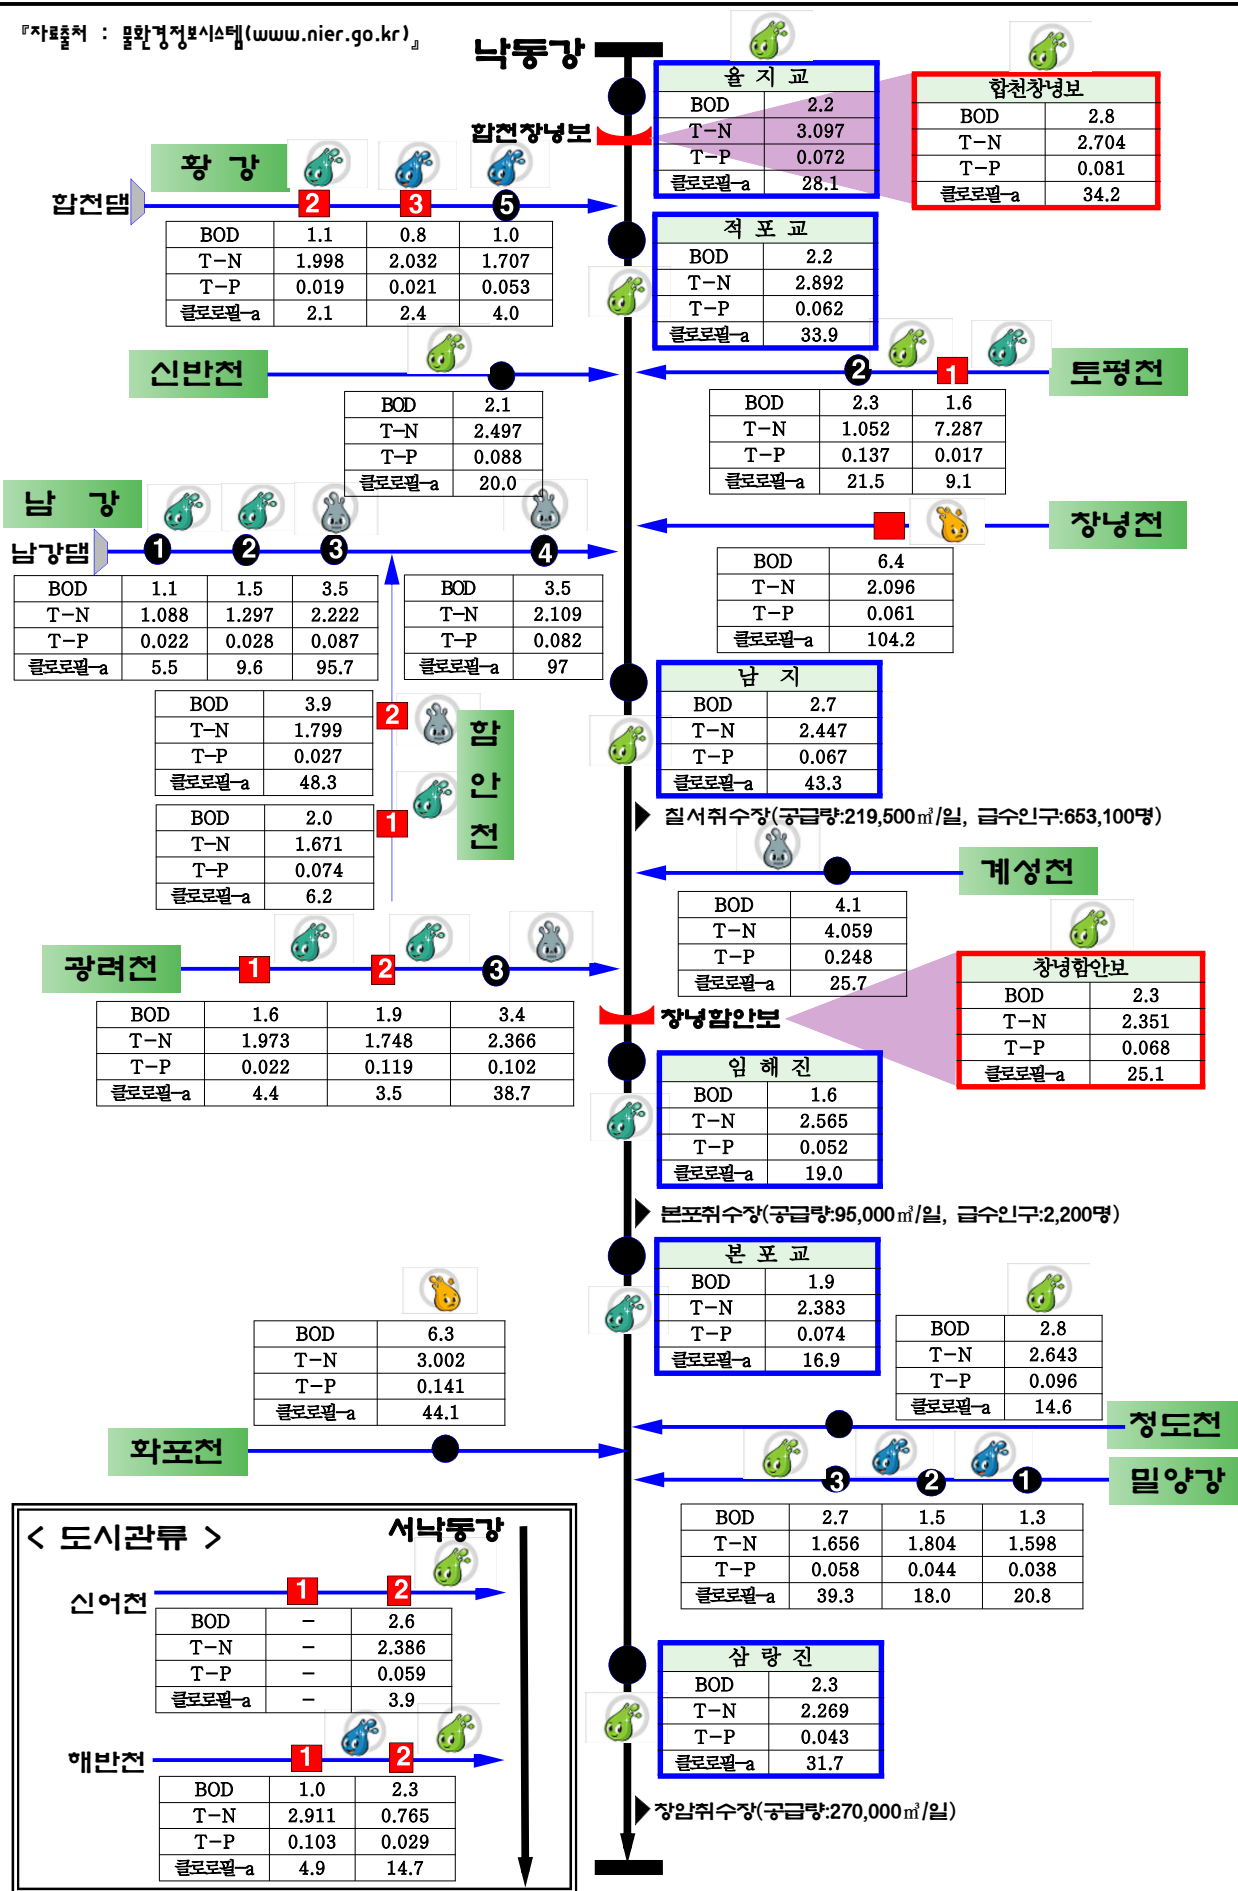 『자료출처 : 물환경정보시스템(www.nier.go.kr)』
낙동강
율 지 교
BOD 2.2
T-N 3.097
T-P 0.072
클로로필-a 28.1
합천창녕보
합천창녕보
BOD 2.8
T-N 2.704
T-P 0.081
클로로필-a 34.2
황 강
합천댐
2 3 5
BOD 1.1 0.8 1.0
T-N 1.998 2.032 1.707
T-P 0.019 0.021 0.053
클로로필-a 2.1 2.4 4.0
적 포 교
BOD 2.2
T-N 2.892
T-P 0.062
클로로필-a 33.9
신반천
BOD 2.1
T-N 2.497
T-P 0.088
클로로필-a 20.0
2 1
토평천
BOD 2.3 1.6
T-N 1.052 7.287
T-P 0.137 0.017
클로로필-a 21.5 9.1
남 강
남강댐
1 2 3 4
BOD 1.1 1.5 3.5
T-N 1.088 1.297 2.222
T-P 0.022 0.028 0.087
클로로필-a 5.5 9.6 95.7
BOD 3.5
T-N 2.109
T-P 0.082
클로로필-a 97
창녕천
BOD 6.4
T-N 2.096
T-P 0.061
클로로필-a 104.2
함
안
천
2
BOD 3.9
T-N 1.799
T-P 0.027
클로로필-a 48.3
1
BOD 2.0
T-N 1.671
T-P 0.074
클로로필-a 6.2
남 지
BOD 2.7
T-N 2.447
T-P 0.067
클로로필-a 43.3
칠서취수장(공급량:219,500㎥/일, 급수인구:653,100명)
계성천
BOD 4.1
T-N 4.059
T-P 0.248
클로로필-a 25.7
광려천
1 2 3
BOD 1.6 1.9 3.4
T-N 1.973 1.748 2.366
T-P 0.022 0.119 0.102
클로로필-a 4.4 3.5 38.7
창녕함안보
창녕함안보
BOD 2.3
T-N 2.351
T-P 0.068
클로로필-a 25.1
임 해 진
BOD 1.6
T-N 2.565
T-P 0.052
클로로필-a 19.0
본포취수장(공급량:95,000㎥/일, 급수인구:2,200명)
본 포 교
BOD 1.9
T-N 2.383
T-P 0.074
클로로필-a 16.9
BOD 6.3
T-N 3.002
T-P 0.141
클로로필-a 44.1
화포천
BOD 2.8
T-N 2.643
T-P 0.096
클로로필-a 14.6
청도천
3 2 1
밀양강
BOD 2.7 1.5 1.3
T-N 1.656 1.804 1.598
T-P 0.058 0.044 0.038
클로로필-a 39.3 18.0 20.8
< 도시관류 >
서낙동강
신어천
1 2
BOD - 2.6
T-N - 2.386
T-P - 0.059
클로로필-a - 3.9
해반천
1 2
BOD 1.0 2.3
T-N 2.911 0.765
T-P 0.103 0.029
클로로필-a 4.9 14.7
삼 랑 진
BOD 2.3
T-N 2.269
T-P 0.043
클로로필-a 31.7
창암취수장(공급량:270,000㎥/일)